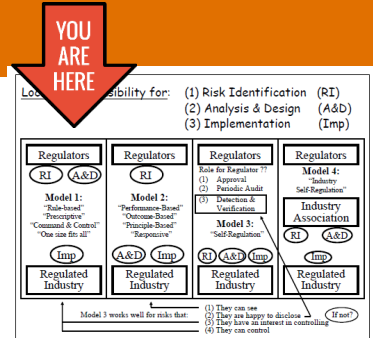 YOU
ARE
HERE
sibility for: (1) Risk Identification (RI)
(2) Analysis & Design (A&D)
(3) Implementation (Imp)
Regulators
RI A&D
Model 1:
"Rule-based"
"Prescriptive"
"Command & Control"
"One size fits all"
Imp
Regulated
Industry
Regulators
RI
Model 2:
"Performance-Based"
"Outcome-Based"
"Principle-Based"
"Responsive"
A&D Imp
Regulated
Industry
Regulators
Role for Regulator ??
(1) Approval
(2) Periodic Audit
(3) Detection &
Verification
Model 3:
"Self-Regulation"
RI A&D Imp
Regulated
Industry
Regulators
Model 4:
"Industry
Self-Regulation"
Industry
Association
RI A&D
Imp
Regulated
Industry
Model 3 works well for risks that:
(1) They can see
(2) They are happy to disclose
(3) They have an interest in controlling
(4) They can control
If not?